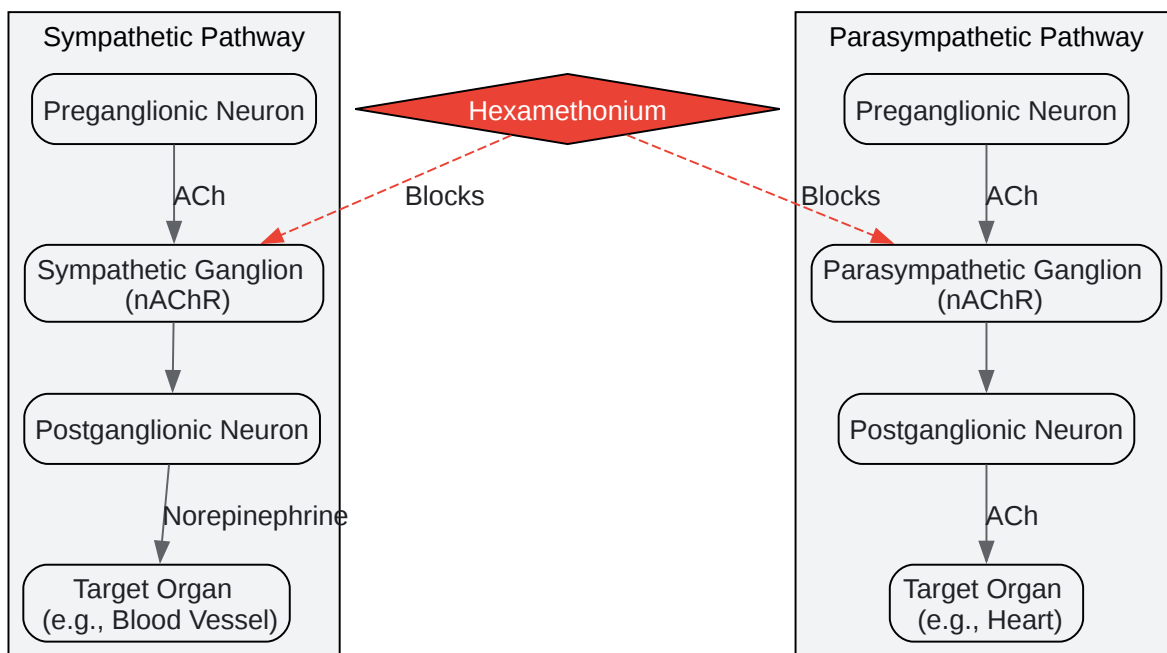 Sympathetic Pathway
Preganglionic Neuron
ACh
Sympathetic Ganglion
(nAChR)
Postganglionic Neuron
Norepinephrine
Target Organ
(e.g., Blood Vessel)
Hexamethonium
Blocks
Blocks
Parasympathetic Pathway
Preganglionic Neuron
ACh
Parasympathetic Ganglion
(nAChR)
Postganglionic Neuron
ACh
Target Organ
(e.g., Heart)